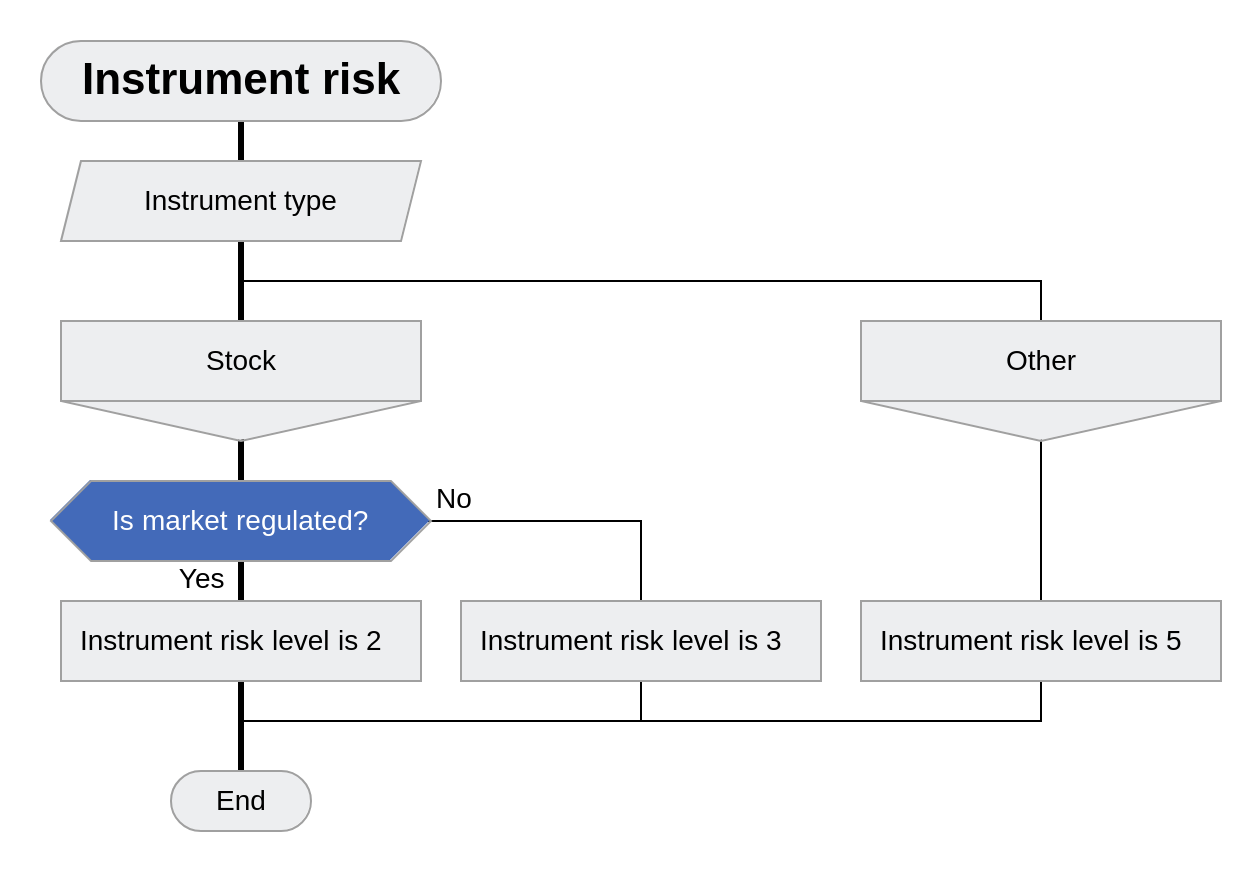 Instrument risk
Instrument type
Stock
Other
Is market regulated?
No
Yes
Instrument risk level is 2
Instrument risk level is 3
Instrument risk level is 5
End